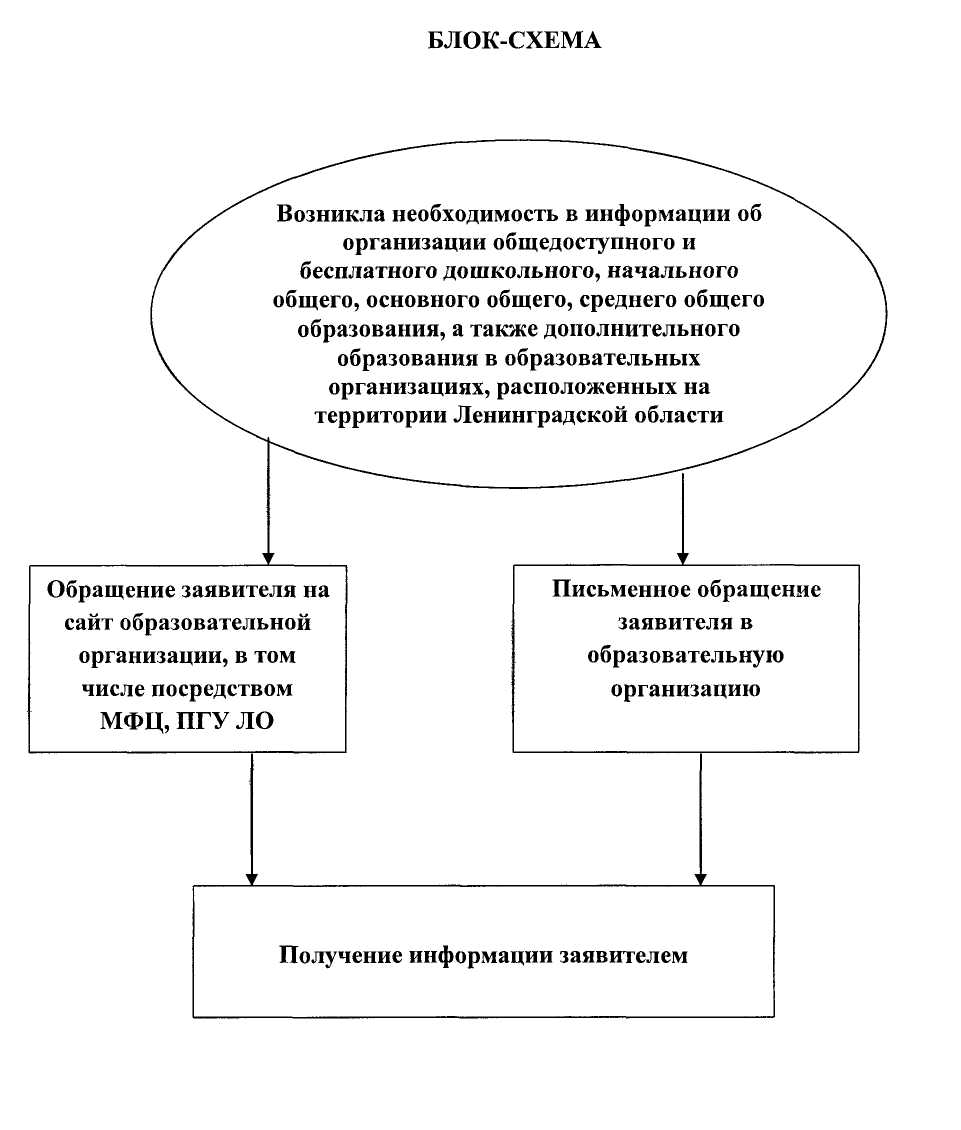 БЛОК-СХЕМА
Возникла необходимость в информации об
организации общедоступного и
бесплатного дошкольного, начального
общего, основного общего, среднего общего
образования, а также дополнительного
образования в образовательных
организациях, расположенных на
территории Ленинградской области
Обращение заявителя на
сайт образовательной
организации, в том
числе посредством
МФЦ, ПГУ ЛО
Письменное обращение
заявителя в
образовательную
организацию
Получение информации заявителем